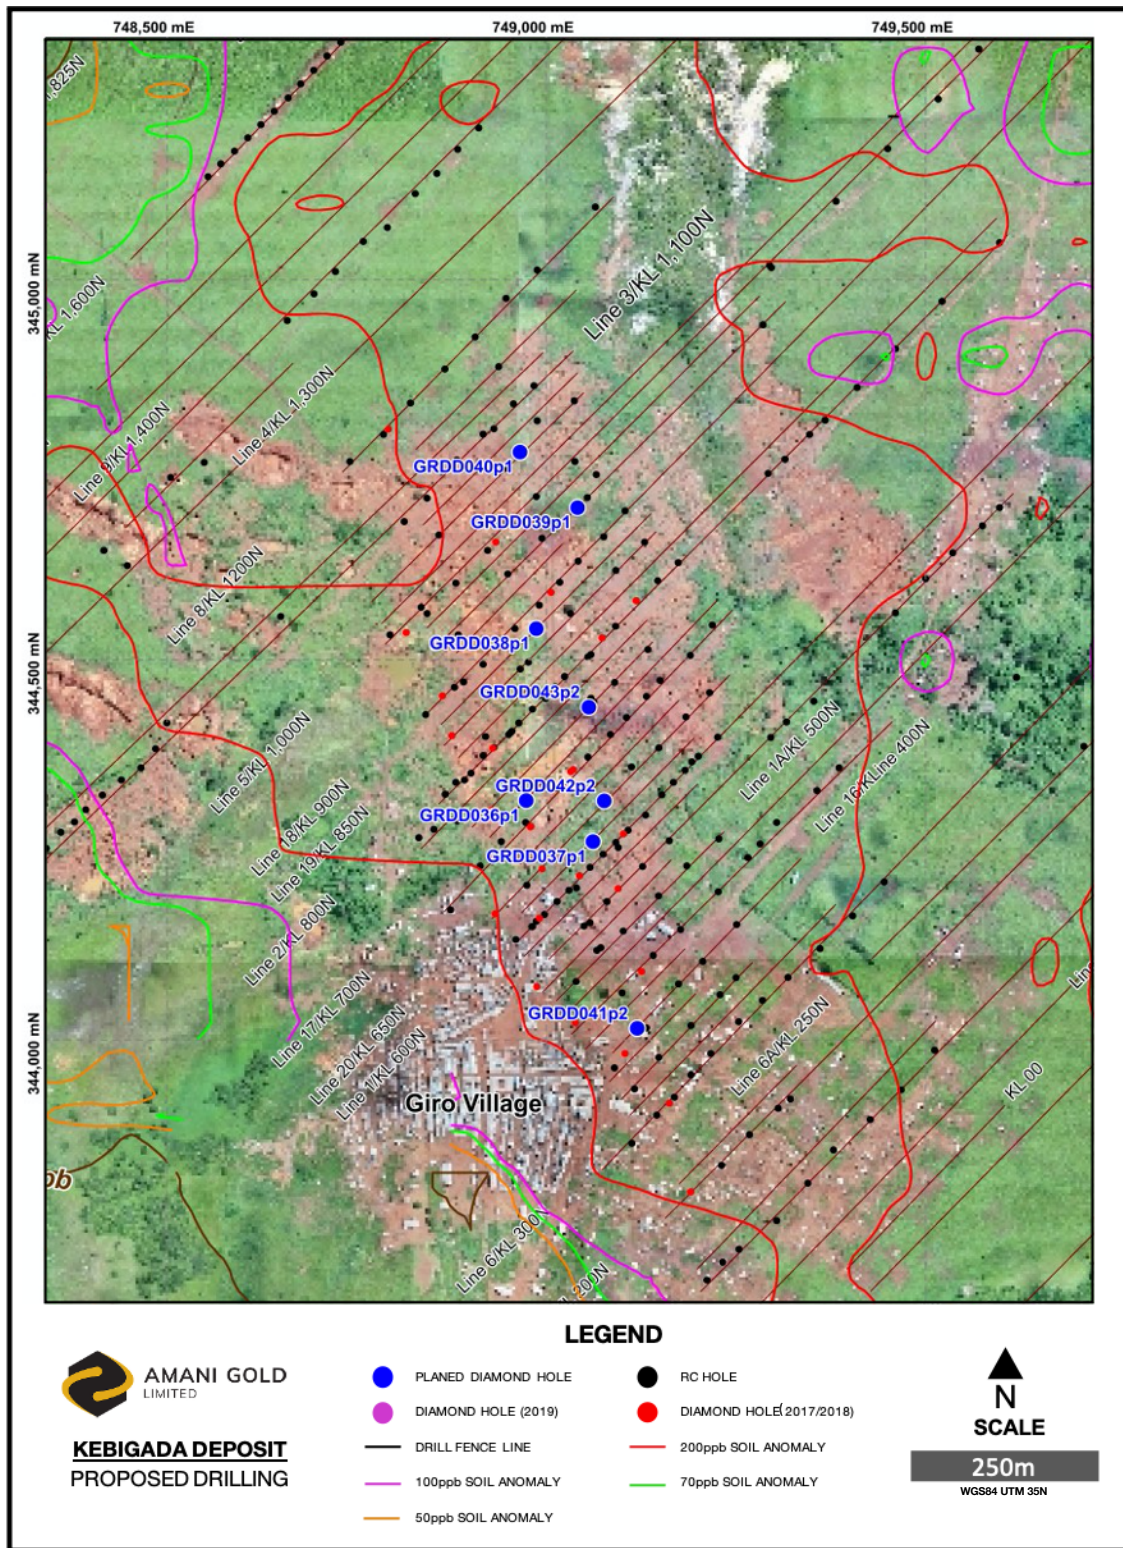 748,500 mE
749,000 mE
749,500 mE
345,000 mN
344,500 mN
344,000 mN
1,825N
KL 1,600N
Line 3/KL 1,100N
Line 9/KL 1,400N
Line 4/KL 1,300N
Line 8/KL 1200N
Line 5/KL 1,000N
Line 18/KL 900N
Line 19/KL 850N
Line 2/KL 800N
Line 17/KL 700N
Line 20/KL 650N
Line 1/KL 600N
Line 1A/KL 500N
Line 16/KLine 400N
Line 6A/KL 250N
Line 6/KL 300
200N
KL 00
Line
GRDD040p1
GRDD039p1
GRDD038p1
GRDD043p2
GRDD042p2
GRDD036p1
GRDD037p1
GRDD041p2
Giro Village
pb
LEGEND
AMANI GOLD
LIMITED
KEBIGADA DEPOSIT
PROPOSED DRILLING
PLANED DIAMOND HOLE
RC HOLE
DIAMOND HOLE (2019)
DIAMOND HOLE(2017/2018)
DRILL FENCE LINE
200ppb SOIL ANOMALY
100ppb SOIL ANOMALY
70ppb SOIL ANOMALY
50ppb SOIL ANOMALY
N
SCALE
250m
WGS84 UTM 35N